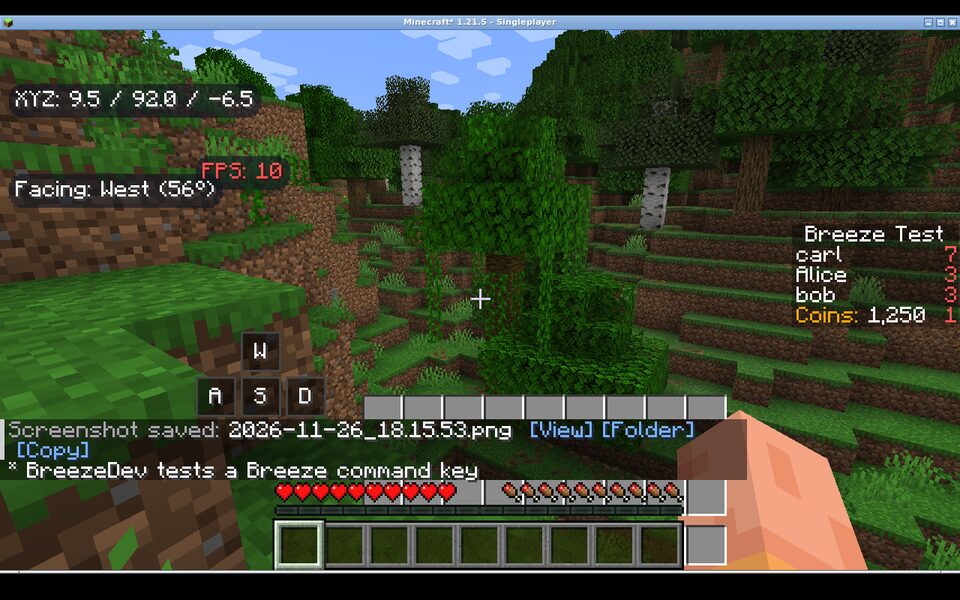 Minecraft* 1.21.5 - Singleplayer
XYZ: 9.5 / 92.0 / -6.5
FPS: 10
Facing: West (56°)
Breeze Test
carl 7
Alice 3
bob 3
Coins: 1,250 1
W
A S D
Screenshot saved: 2026-11-26_18.15.53.png [View] [Folder]
[Copy]
* BreezeDev tests a Breeze command key